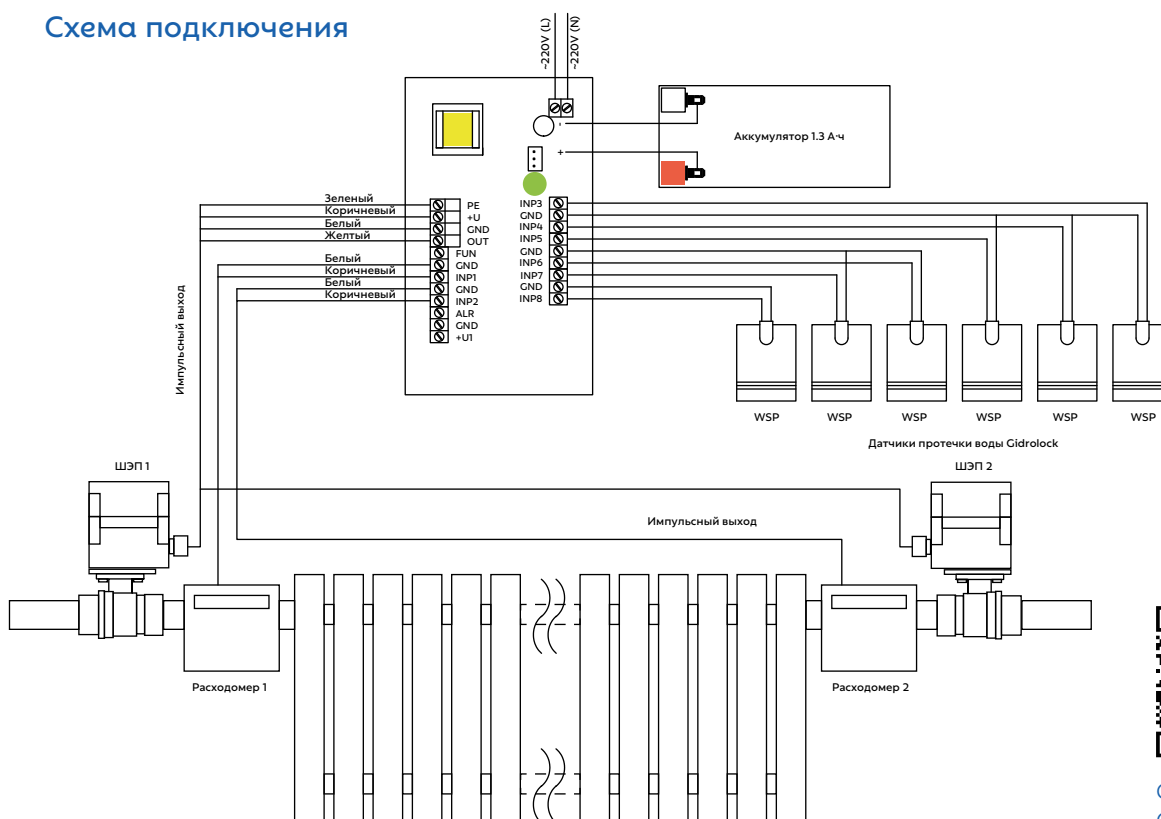 Схема подключения
~220V (L)
~220V (N)
-
+
Аккумулятор 1.3 А·ч
Зеленый
Коричневый
Белый
Желтый
Белый
Коричневый
Белый
Коричневый
PE
+U
GND
OUT
FUN
GND
INP1
GND
INP2
ALR
GND
+U1
INP3
GND
INP4
INP5
GND
INP6
INP7
GND
INP8
Импульсный выход
WSP
WSP
WSP
WSP
WSP
WSP
Датчики протечки воды Gidrolock
ШЭП 1
ШЭП 2
Импульсный выход
Расходомер 1
Расходомер 2